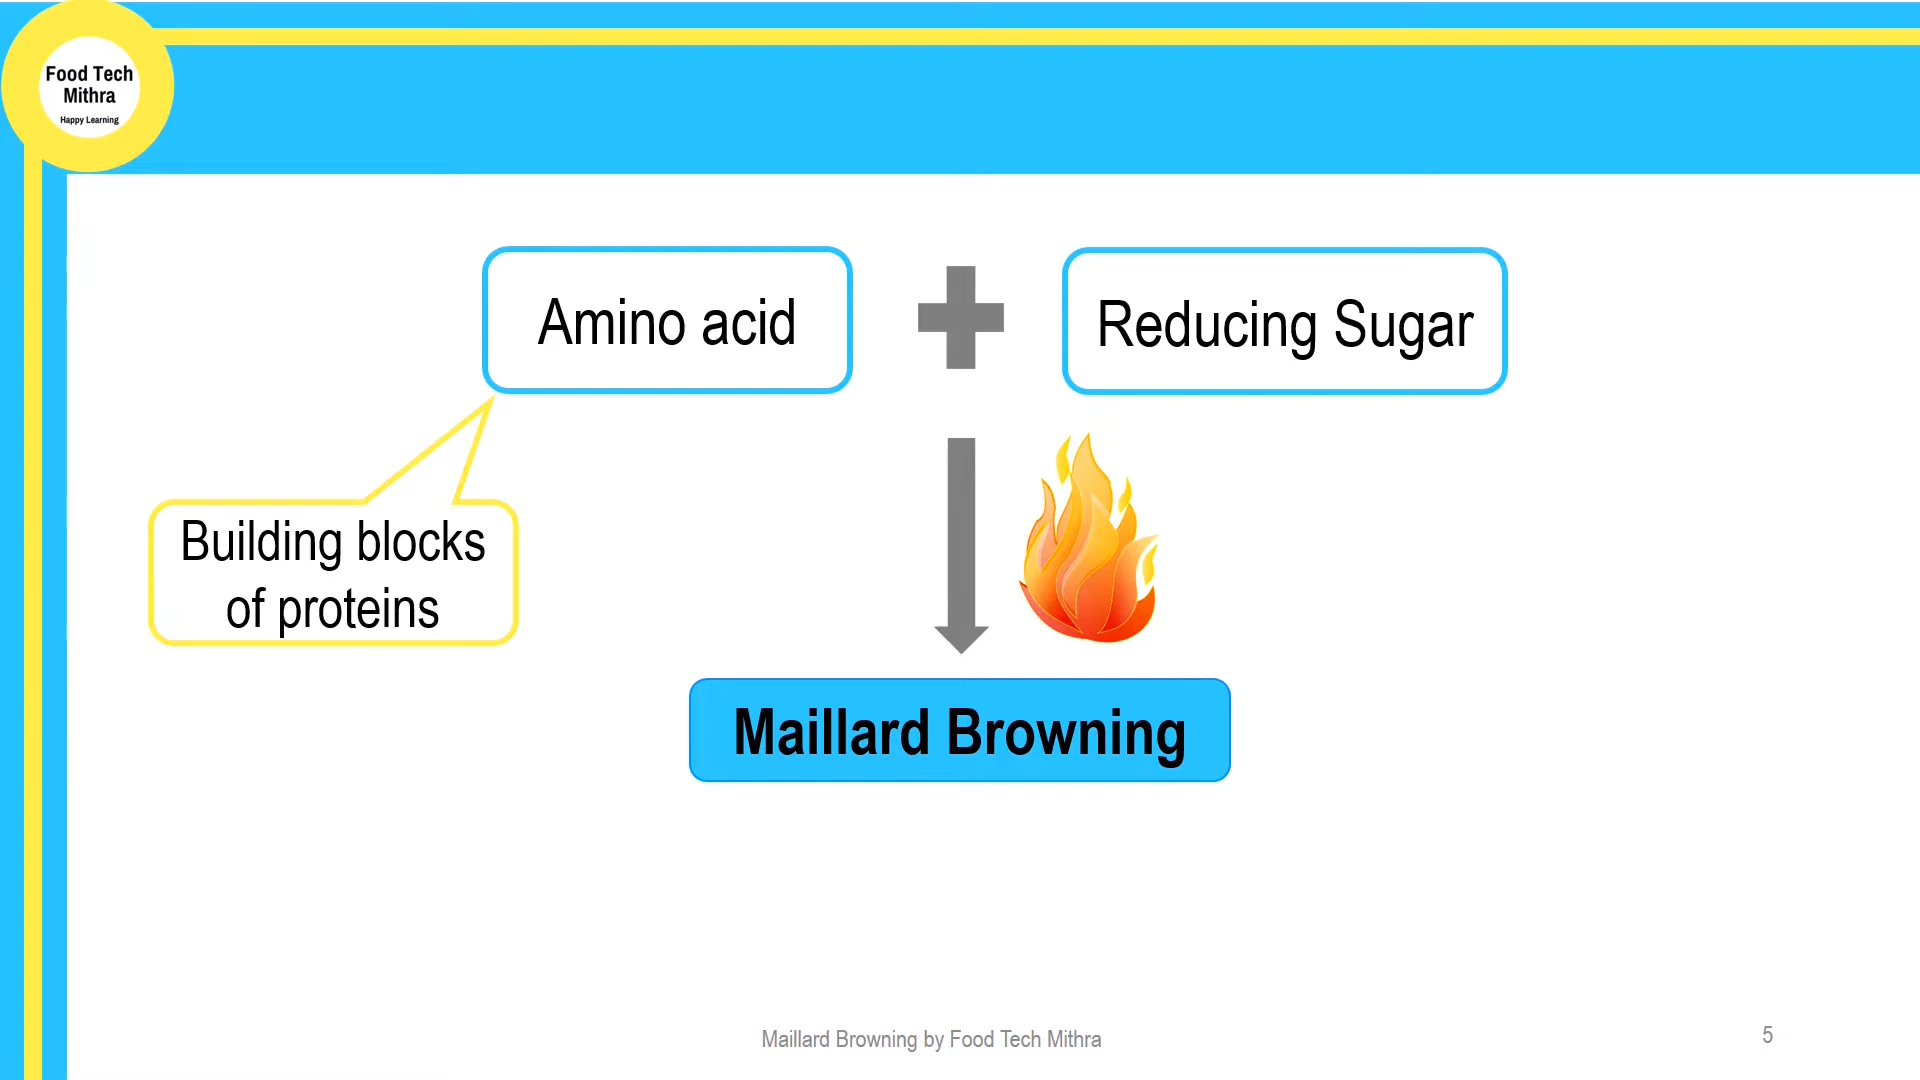 Food Tech
Mithra
Happy Learning
Amino acid
Reducing Sugar
Building blocks
of proteins
Maillard Browning
Maillard Browning by Food Tech Mithra
5